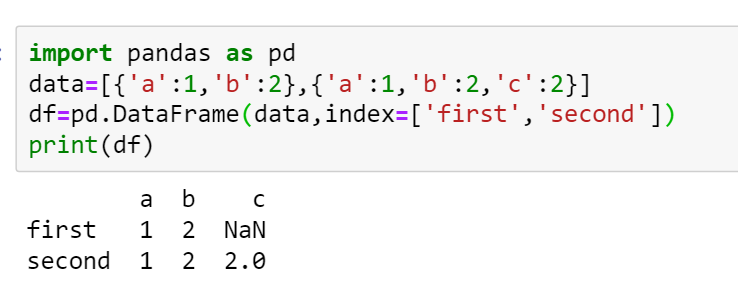 import pandas as pd
data=[{'a':1,'b':2},{'a':1,'b':2,'c':2}]
df=pd.DataFrame(data,index=['first','second'])
print(df)
        a  b    c
first   1  2  NaN
second  1  2  2.0